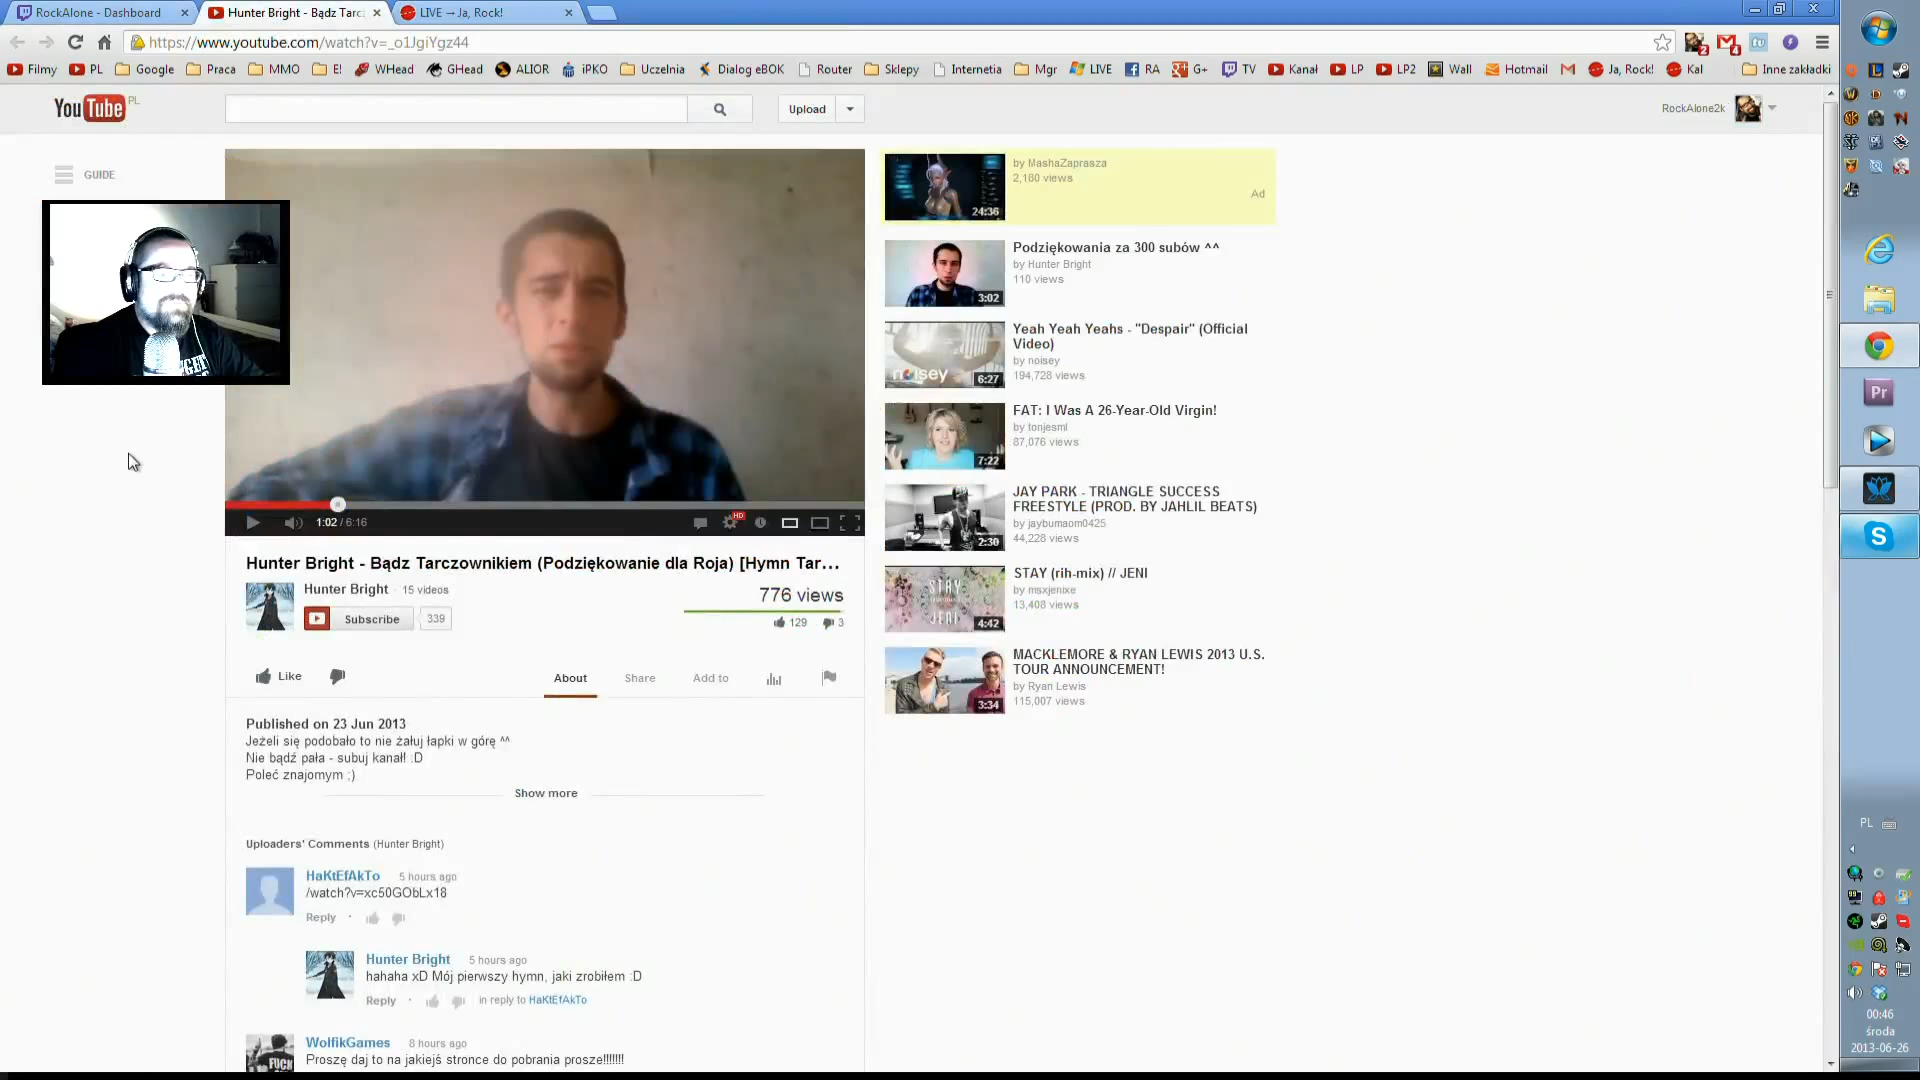 RockAlone - Dashboard
Hunter Bright - Bądz Tarc
LIVE → Ja, Rock!
https://www.youtube.com/watch?v=_o1JgiYgz44
Filmy PL Google Praca MMO E! WHead GHead ALIOR iPKO Uczelnia Dialog eBOK Router Sklepy Internetia Mgr LIVE RA G+ TV Kanał LP LP2 Wall Hotmail Ja, Rock! Kal Inne zakładki
YouTube PL
Upload
RockAlone2k
GUIDE
1:02 / 6:16
HD
Hunter Bright - Bądz Tarczownikiem (Podziękowanie dla Roja) [Hymn Tar...
Hunter Bright · 15 videos
Subscribe 339
776 views
129 3
Like
About Share Add to
Published on 23 Jun 2013
Jeżeli się podobało to nie żałuj łapki w górę ^^
Nie bądź pała - subuj kanał! :D
Poleć znajomym ;)
Show more
Uploaders' Comments (Hunter Bright)
HaKtEfAkTo 5 hours ago
/watch?v=xc50GObLx18
Reply ·
Hunter Bright 5 hours ago
hahaha xD Mój pierwszy hymn, jaki zrobiłem :D
Reply · in reply to HaKtEfAkTo
WolfikGames 8 hours ago
Proszę daj to na jakiejś stronce do pobrania prosze!!!!!!!
by MashaZaprasza
2,180 views
Ad
24:36
Podziękowania za 300 subów ^^
by Hunter Bright
110 views
3:02
Yeah Yeah Yeahs - "Despair" (Official
Video)
by noisey
194,728 views
noisey
6:27
FAT: I Was A 26-Year-Old Virgin!
by tonjesml
87,076 views
7:22
JAY PARK - TRIANGLE SUCCESS
FREESTYLE (PROD. BY JAHLIL BEATS)
by jaybumaom0425
44,228 views
2:30
STAY (rih-mix) // JENI
by msxjenixe
13,408 views
STAY
JENI
4:42
MACKLEMORE & RYAN LEWIS 2013 U.S.
TOUR ANNOUNCEMENT!
by Ryan Lewis
115,007 views
3:34
Pr
PL
00:46
środa
2013-06-26